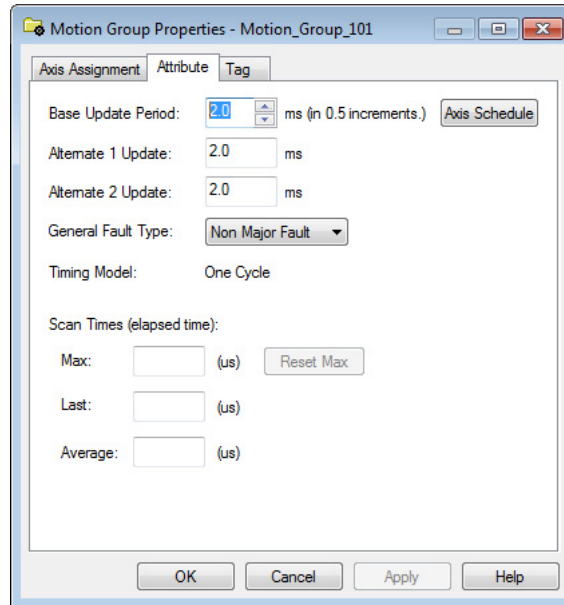 Motion Group Properties - Motion_Group_101
Axis Assignment Attribute Tag
Base Update Period: 2.0 ms (in 0.5 increments.) Axis Schedule
Alternate 1 Update: 2.0 ms
Alternate 2 Update: 2.0 ms
General Fault Type: Non Major Fault
Timing Model: One Cycle
Scan Times (elapsed time):
Max: (us) Reset Max
Last: (us)
Average: (us)
OK Cancel Apply Help